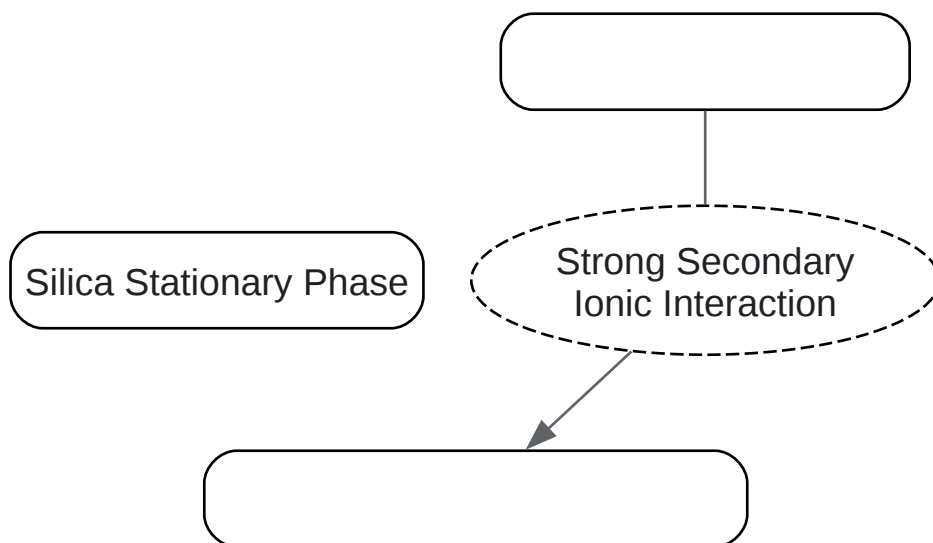 Silica Stationary Phase
Strong Secondary
Ionic Interaction